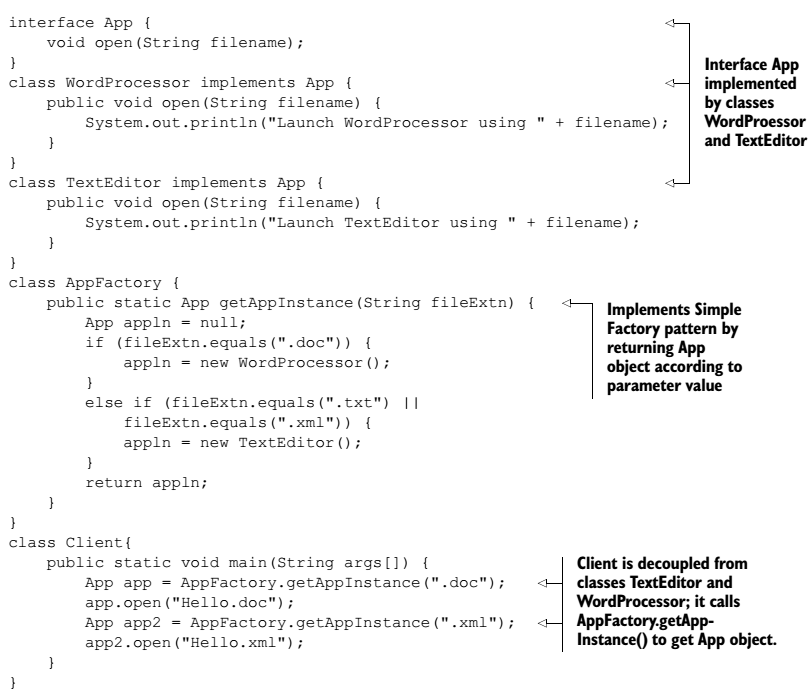 interface App {
    void open(String filename);
}
class WordProcessor implements App {
    public void open(String filename) {
        System.out.println("Launch WordProcessor using " + filename);
    }
}
class TextEditor implements App {
    public void open(String filename) {
        System.out.println("Launch TextEditor using " + filename);
    }
}
Interface App
implemented
by classes
WordProessor
and TextEditor
class AppFactory {
    public static App getAppInstance(String fileExtn) {
        App appln = null;
        if (fileExtn.equals(".doc")) {
            appln = new WordProcessor();
        }
        else if (fileExtn.equals(".txt") ||
            fileExtn.equals(".xml")) {
            appln = new TextEditor();
        }
        return appln;
    }
}
Implements Simple
Factory pattern by
returning App
object according to
parameter value
class Client{
    public static void main(String args[]) {
        App app = AppFactory.getAppInstance(".doc");
        app.open("Hello.doc");
        App app2 = AppFactory.getAppInstance(".xml");
        app2.open("Hello.xml");
    }
}
Client is decoupled from
classes TextEditor and
WordProcessor; it calls
AppFactory.getApp-
Instance() to get App object.